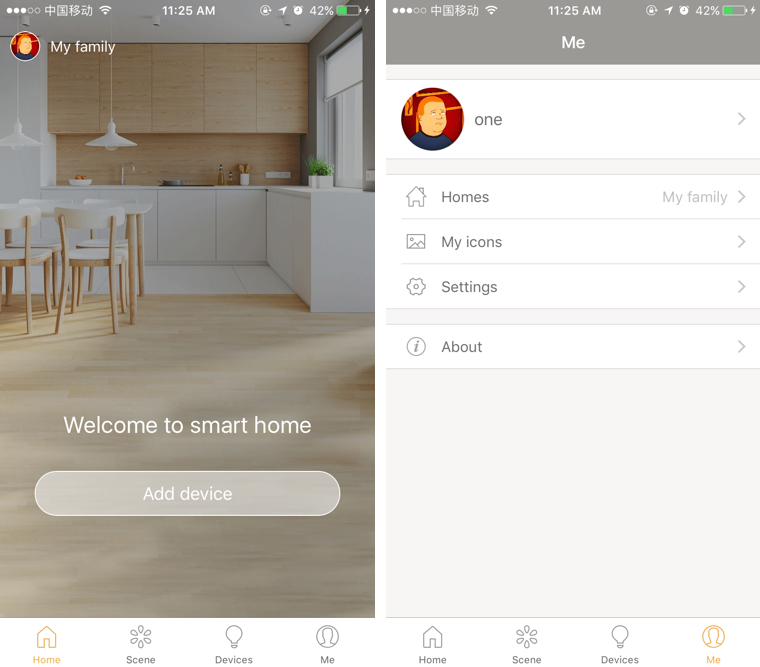 中国移动 11:25 AM 42%
My family
Welcome to smart home
Add device
Home Scene Devices Me
中国移动 11:25 AM 42%
Me
one
Homes My family
My icons
Settings
About
Home Scene Devices Me